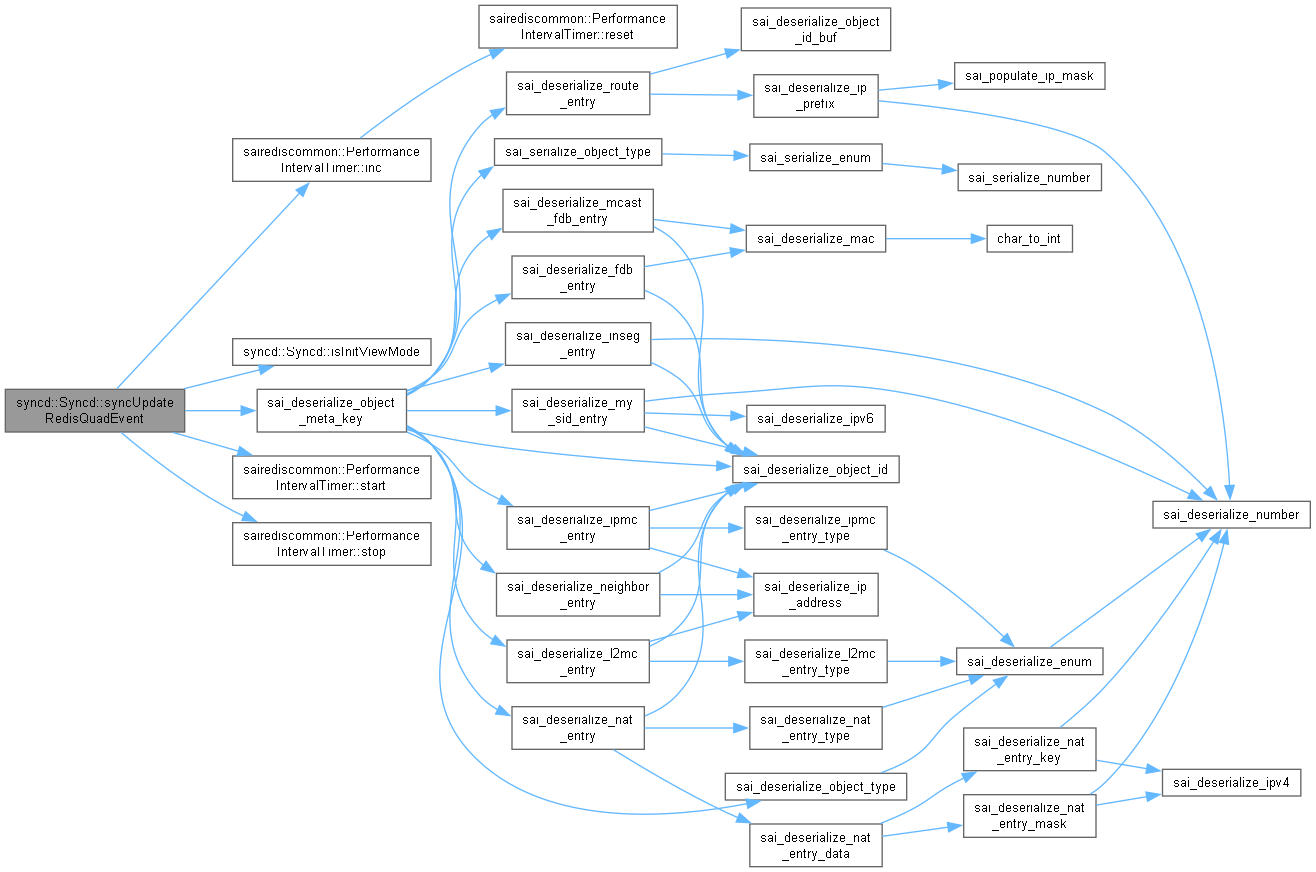 sairediscommon::Performance
IntervalTimer::reset
sai_deserialize_object
_id_buf
sai_populate_ip_mask
sai_deserialize_route
_entry
sai_deserialize_ip
_prefix
sairediscommon::Performance
IntervalTimer::inc
sai_serialize_object_type
sai_serialize_enum
sai_serialize_number
sai_deserialize_mcast
_fdb_entry
sai_deserialize_mac
char_to_int
sai_deserialize_fdb
_entry
sai_deserialize_inseg
_entry
syncd::Syncd::isInitViewMode
syncd::Syncd::syncUpdate
RedisQuadEvent
sai_deserialize_object
_meta_key
sai_deserialize_my
_sid_entry
sai_deserialize_ipv6
sairediscommon::Performance
IntervalTimer::start
sai_deserialize_object_id
sairediscommon::Performance
IntervalTimer::stop
sai_deserialize_ipmc
_entry
sai_deserialize_ipmc
_entry_type
sai_deserialize_number
sai_deserialize_neighbor
_entry
sai_deserialize_ip
_address
sai_deserialize_l2mc
_entry
sai_deserialize_l2mc
_entry_type
sai_deserialize_enum
sai_deserialize_nat
_entry
sai_deserialize_nat
_entry_type
sai_deserialize_nat
_entry_key
sai_deserialize_object_type
sai_deserialize_ipv4
sai_deserialize_nat
_entry_mask
sai_deserialize_nat
_entry_data